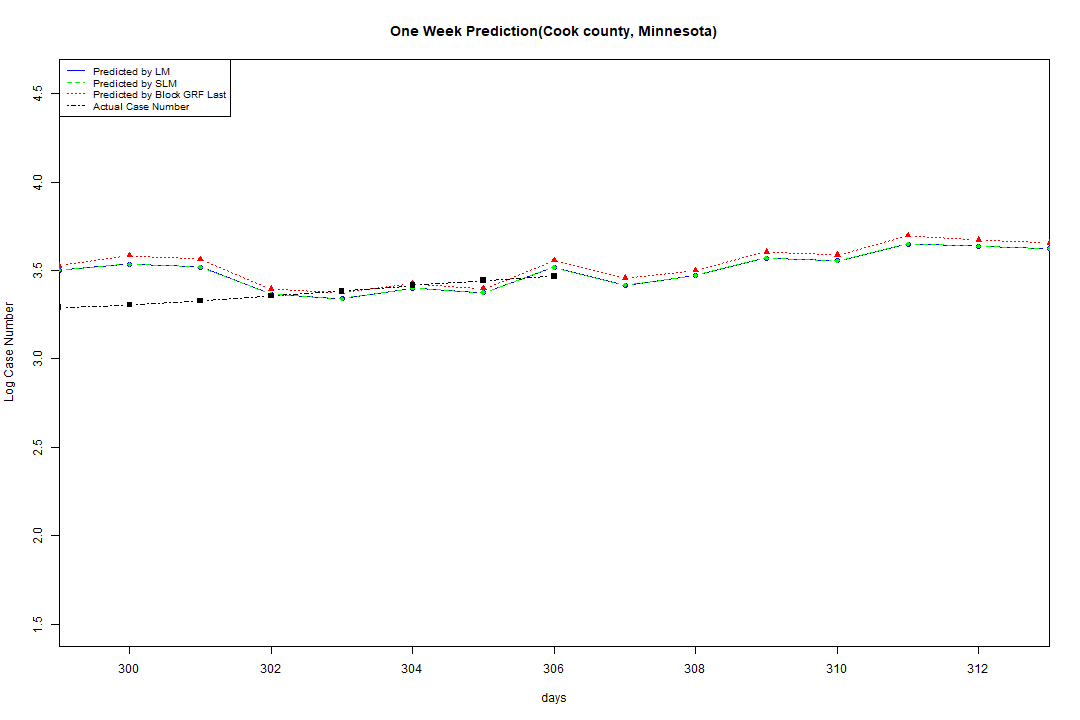 One Week Prediction(Cook county, Minnesota)
Predicted by LM
Predicted by SLM
Predicted by Block GRF Last
Actual Case Number
4.5
4.0
3.5
3.0
2.5
2.0
1.5
Log Case Number
300 302 304 306 308 310 312
days